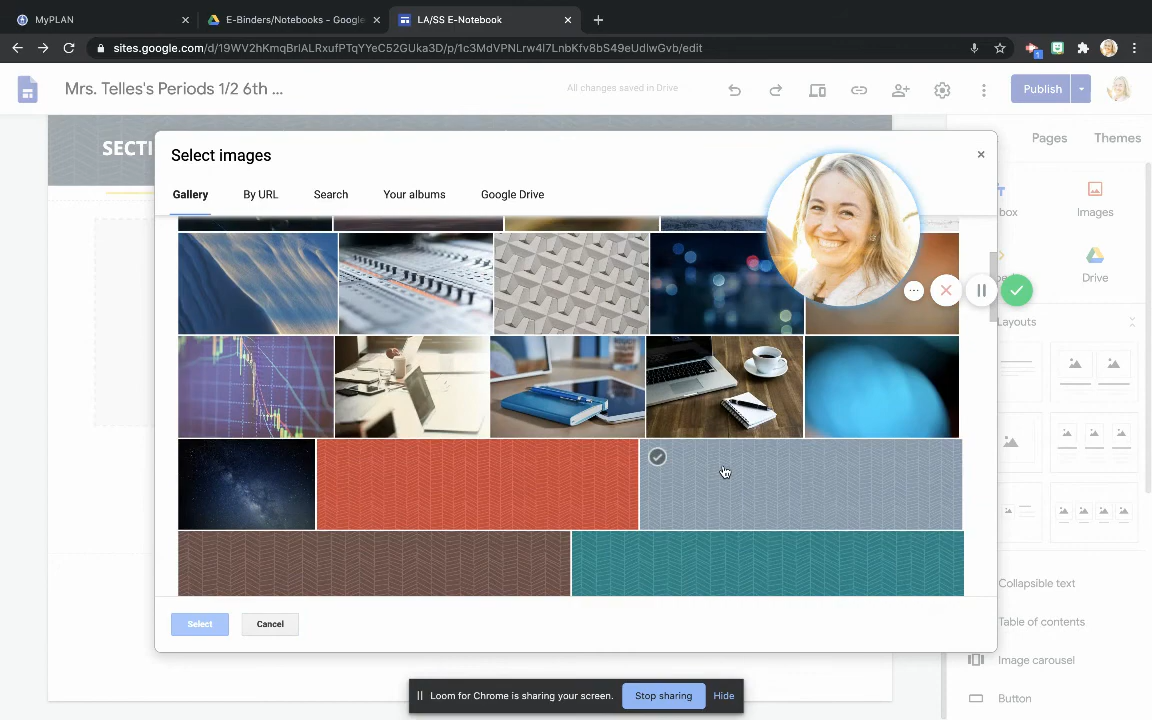 MyPLAN
E-Binders/Notebooks - Google
LA/SS E-Notebook
sites.google.com/d/19WV2hKmqBrlALRxufPTqYYeC52GUka3D/p/1c3MdVPNLrw4l7LnbKfv8bS49eUdlwGvb/edit
1
Mrs. Telles's Periods 1/2 6th ...
All changes saved in Drive
Publish
SECTI
Pages
Themes
Select images
Gallery
By URL
Search
Your albums
Google Drive
box
Images
Drive
Layouts
Select
Cancel
Collapsible text
Table of contents
Image carousel
Button
Loom for Chrome is sharing your screen.
Stop sharing
Hide